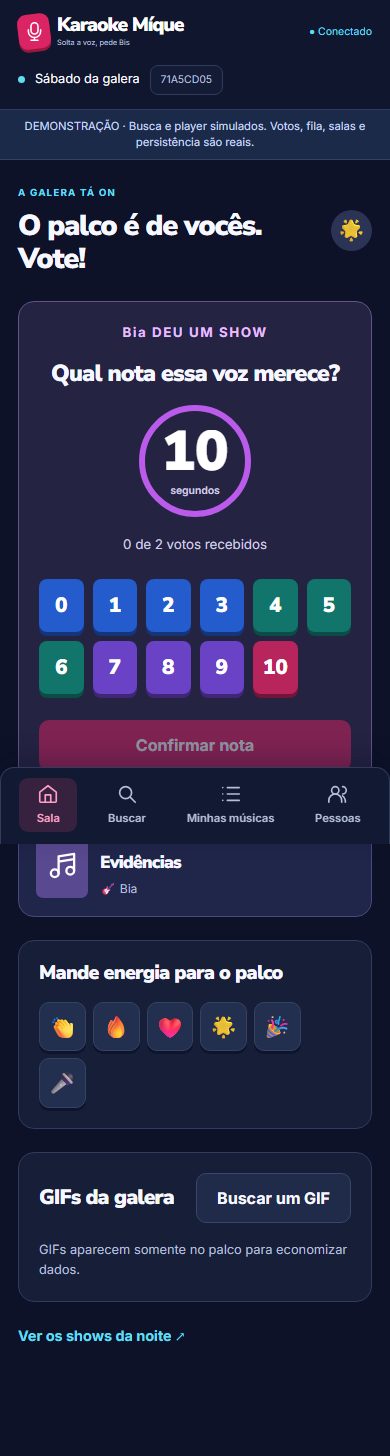 Karaoke Míque
Solta a voz, pede Bis
Conectado
Sábado da galera
71A5CD05
DEMONSTRAÇÃO · Busca e player simulados. Votos, fila, salas e
persistência são reais.
A GALERA TÁ ON
O palco é de vocês.
Vote!
Bia DEU UM SHOW
Qual nota essa voz merece?
10
segundos
0 de 2 votos recebidos
0 1 2 3 4 5
6 7 8 9 10
Confirmar nota
Sala
Buscar
Minhas músicas
Pessoas
Evidências
Bia
Mande energia para o palco
GIFs da galera
Buscar um GIF
GIFs aparecem somente no palco para economizar
dados.
Ver os shows da noite ↗